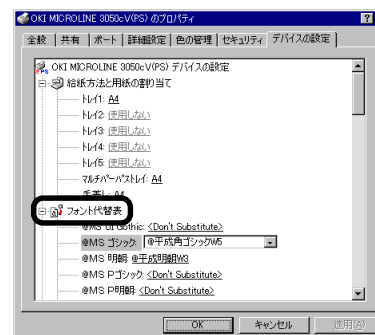 OKI MICROLINE 3050cV(PS) のプロパティ
全般 共有 ポート 詳細設定 色の管理 セキュリティ デバイスの設定
OKI MICROLINE 3050cV(PS) デバイスの設定
給紙方法と用紙の割り当て
トレイ1: A4
トレイ2: 使用しない
トレイ3: 使用しない
トレイ4: 使用しない
トレイ5: 使用しない
マルチパーパストレイ: A4
手差し: A4
フォント代替表
@MS UI Gothic: <Don't Substitute>
@MS ゴシック: @平成角ゴシックW5
@MS 明朝: @平成明朝W3
@MS Pゴシック: <Don't Substitute>
@MS P明朝: <Don't Substitute>
OK キャンセル 適用(A)